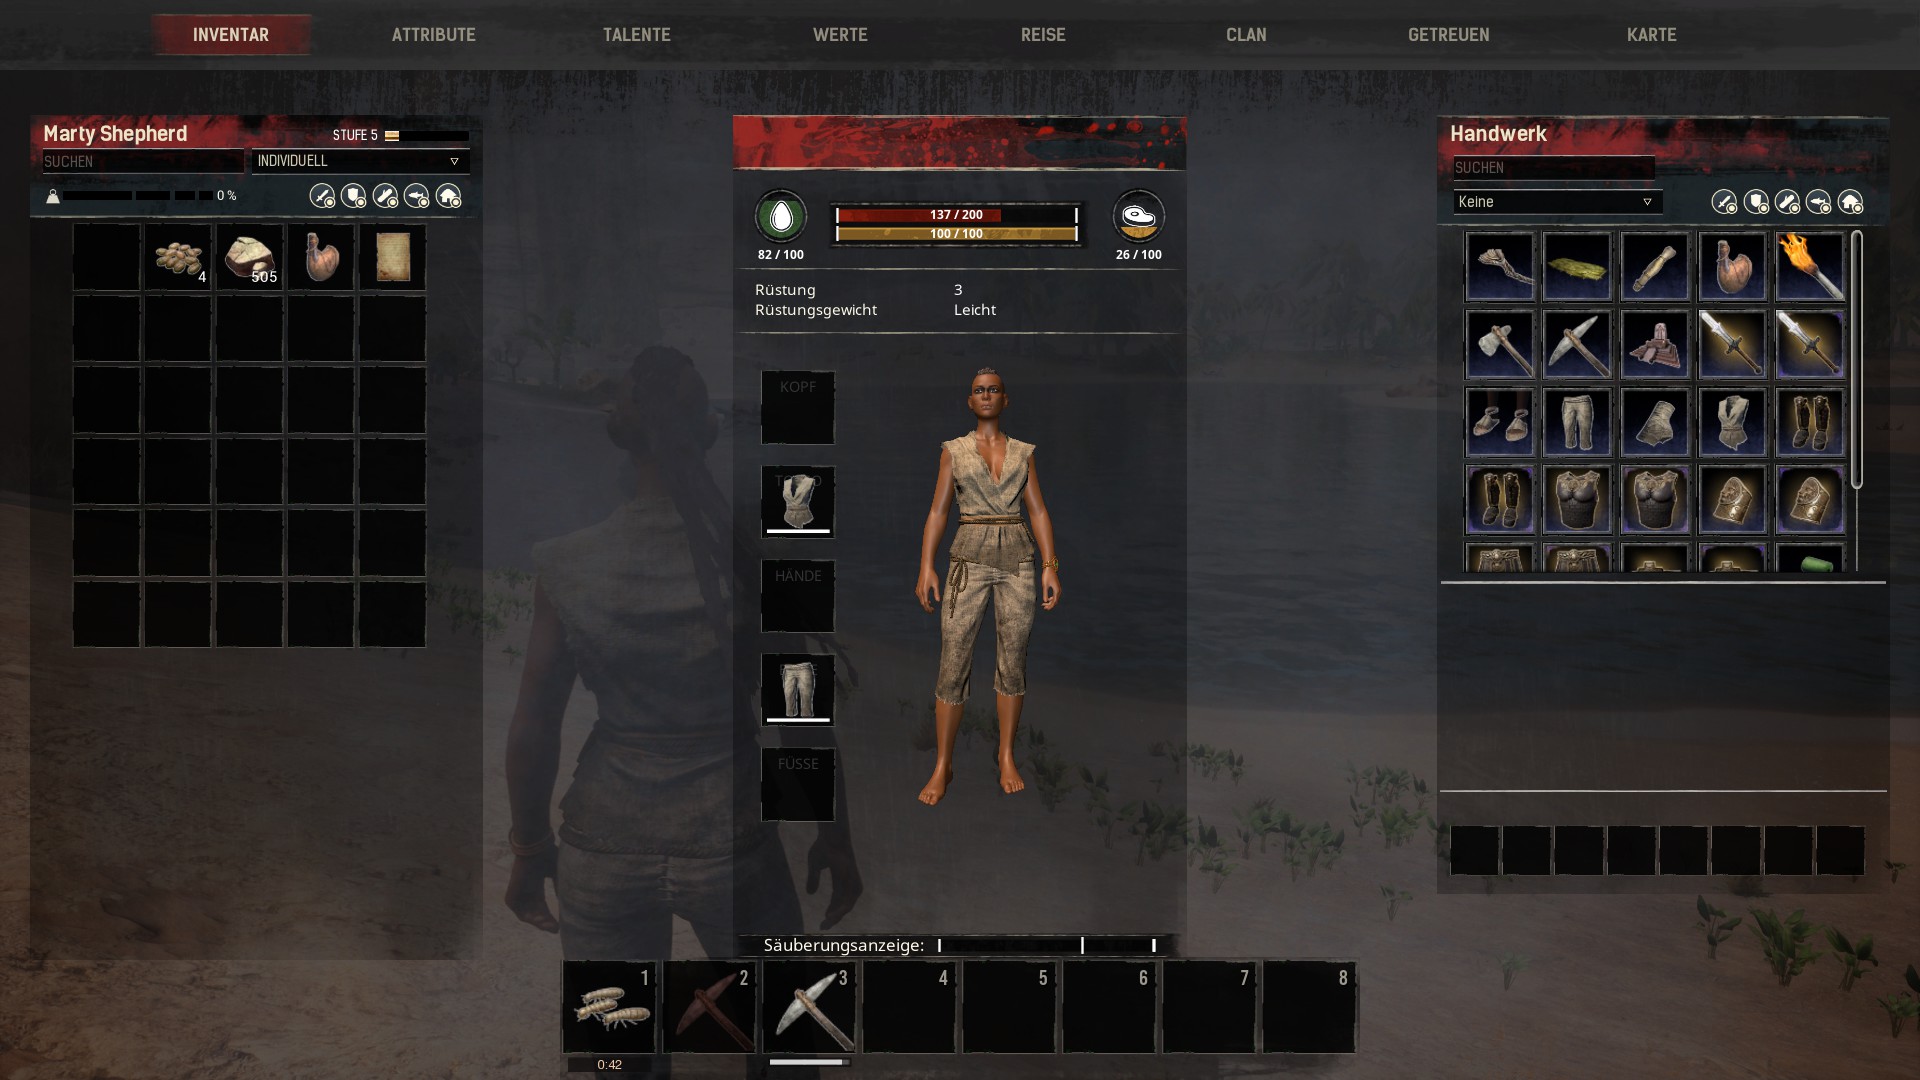 INVENTAR ATTRIBUTE TALENTE WERTE REISE CLAN GETREUEN KARTE
Marty Shepherd
STUFE 5
SUCHEN
INDIVIDUELL
0 %
4
505
82 / 100
137 / 200
100 / 100
26 / 100
Rüstung 3
Rüstungsgewicht Leicht
KOPF
HÄNDE
FÜSSE
Säuberungsanzeige:
Handwerk
SUCHEN
Keine
1 2 3 4 5 6 7 8
0:42